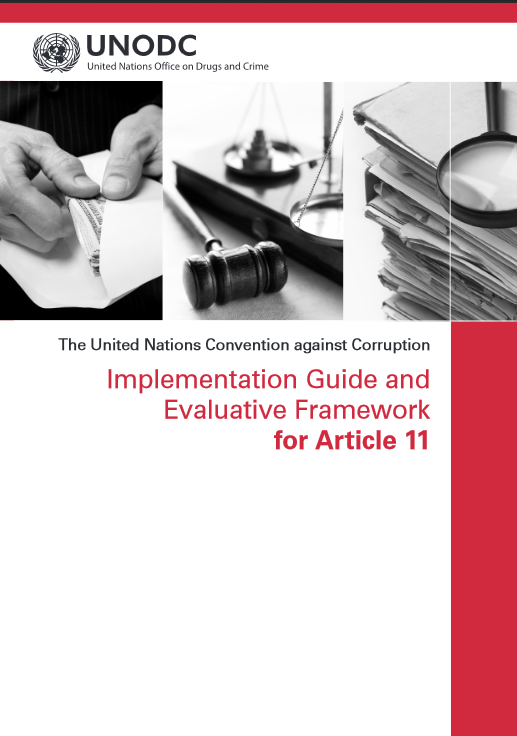 UNODC
United Nations Office on Drugs and Crime
The United Nations Convention against Corruption
Implementation Guide and
Evaluative Framework
for Article 11